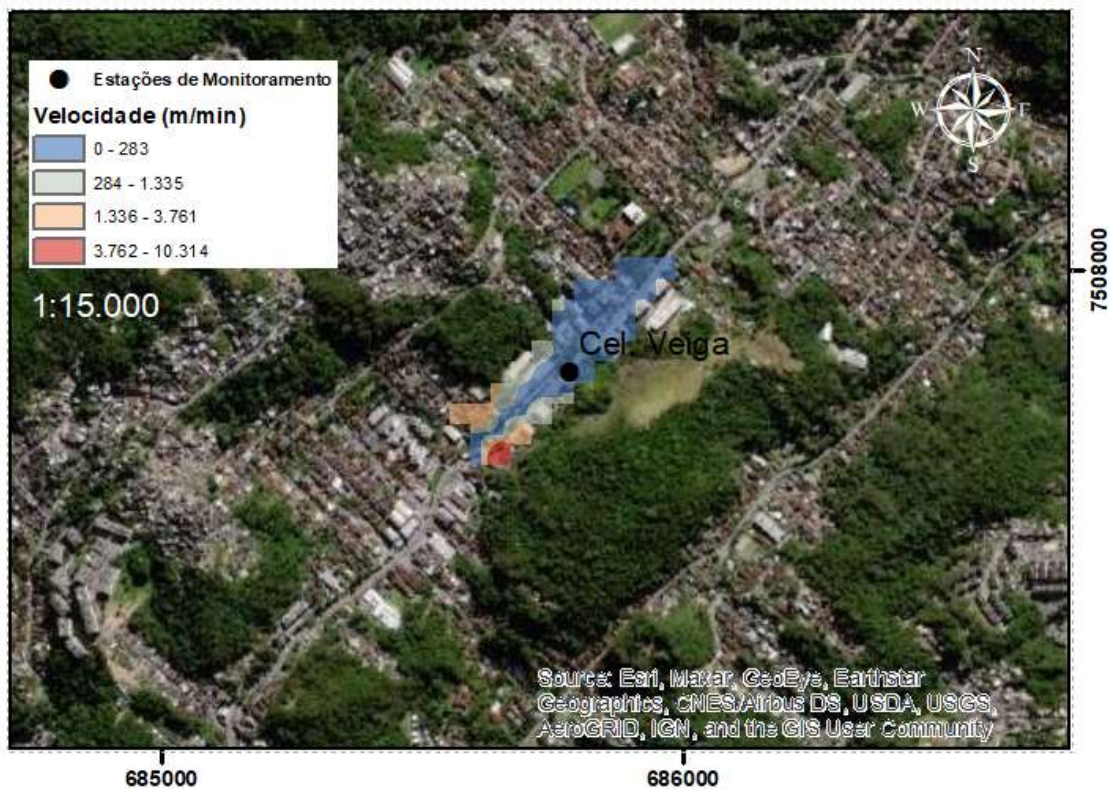 Estações de Monitoramento
Velocidade (m/min)
0 - 283
284 - 1.335
1.336 - 3.761
3.762 - 10.314
1:15.000
N
W
E
S
7508000
Cel. Veiga
Source: Esri, Maxar, GeoEye, Earthstar
Geographics, CNES/Airbus DS, USDA, USGS,
AeroGRID, IGN, and the GIS User Community
685000
686000